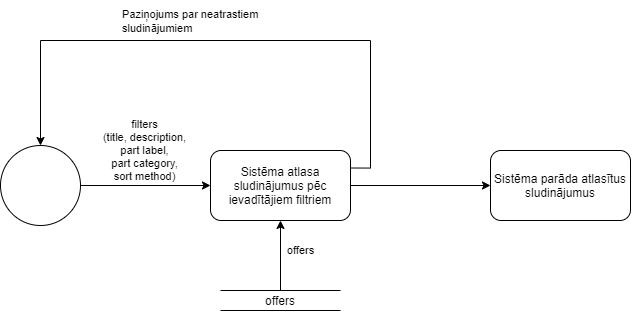 Paziņojums par neatrastiem
sludinājumiem
filters
(title, description,
part label,
part category,
sort method)
Sistēma atlasa
sludinājumus pēc
ievadītājiem filtriem
Sistēma parāda atlasītus
sludinājumus
offers
offers